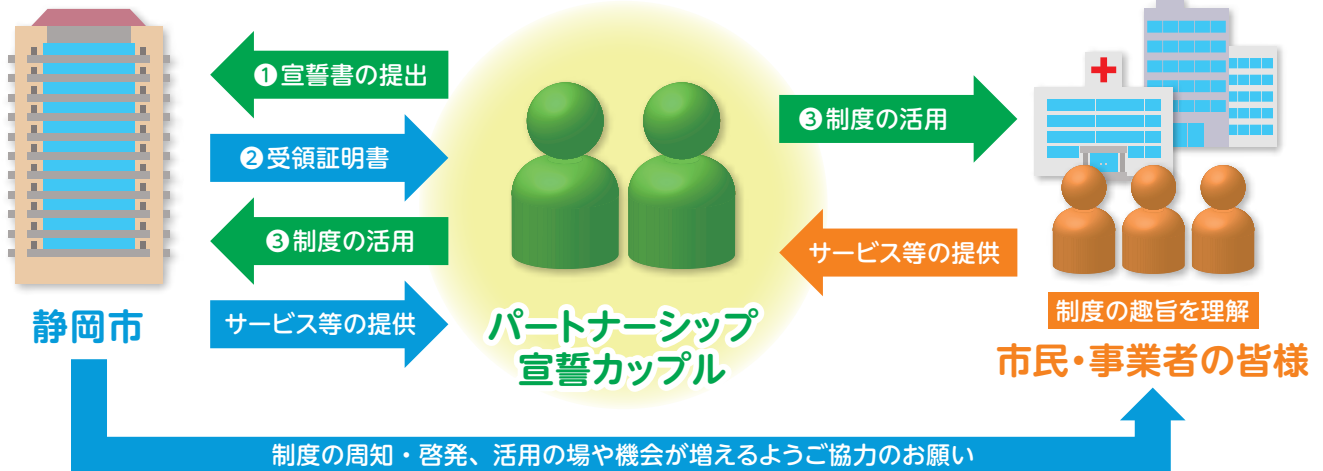 ❶宣誓書の提出
❷受領証明書
❸制度の活用
サービス等の提供
静岡市
パートナーシップ
宣誓カップル
❸制度の活用
サービス等の提供
制度の趣旨を理解
市民・事業者の皆様
制度の周知・啓発、活用の場や機会が増えるようご協力のお願い